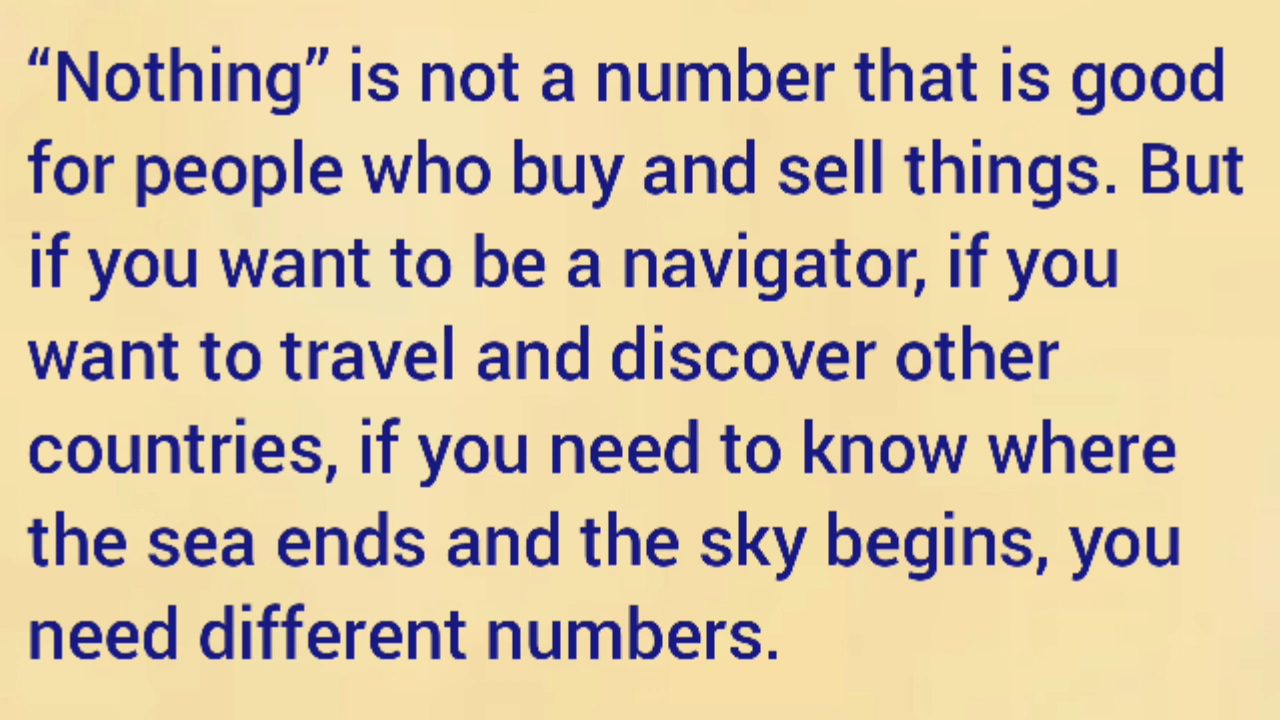 “Nothing” is not a number that is good
for people who buy and sell things. But
if you want to be a navigator, if you
want to travel and discover other
countries, if you need to know where
the sea ends and the sky begins, you
need different numbers.